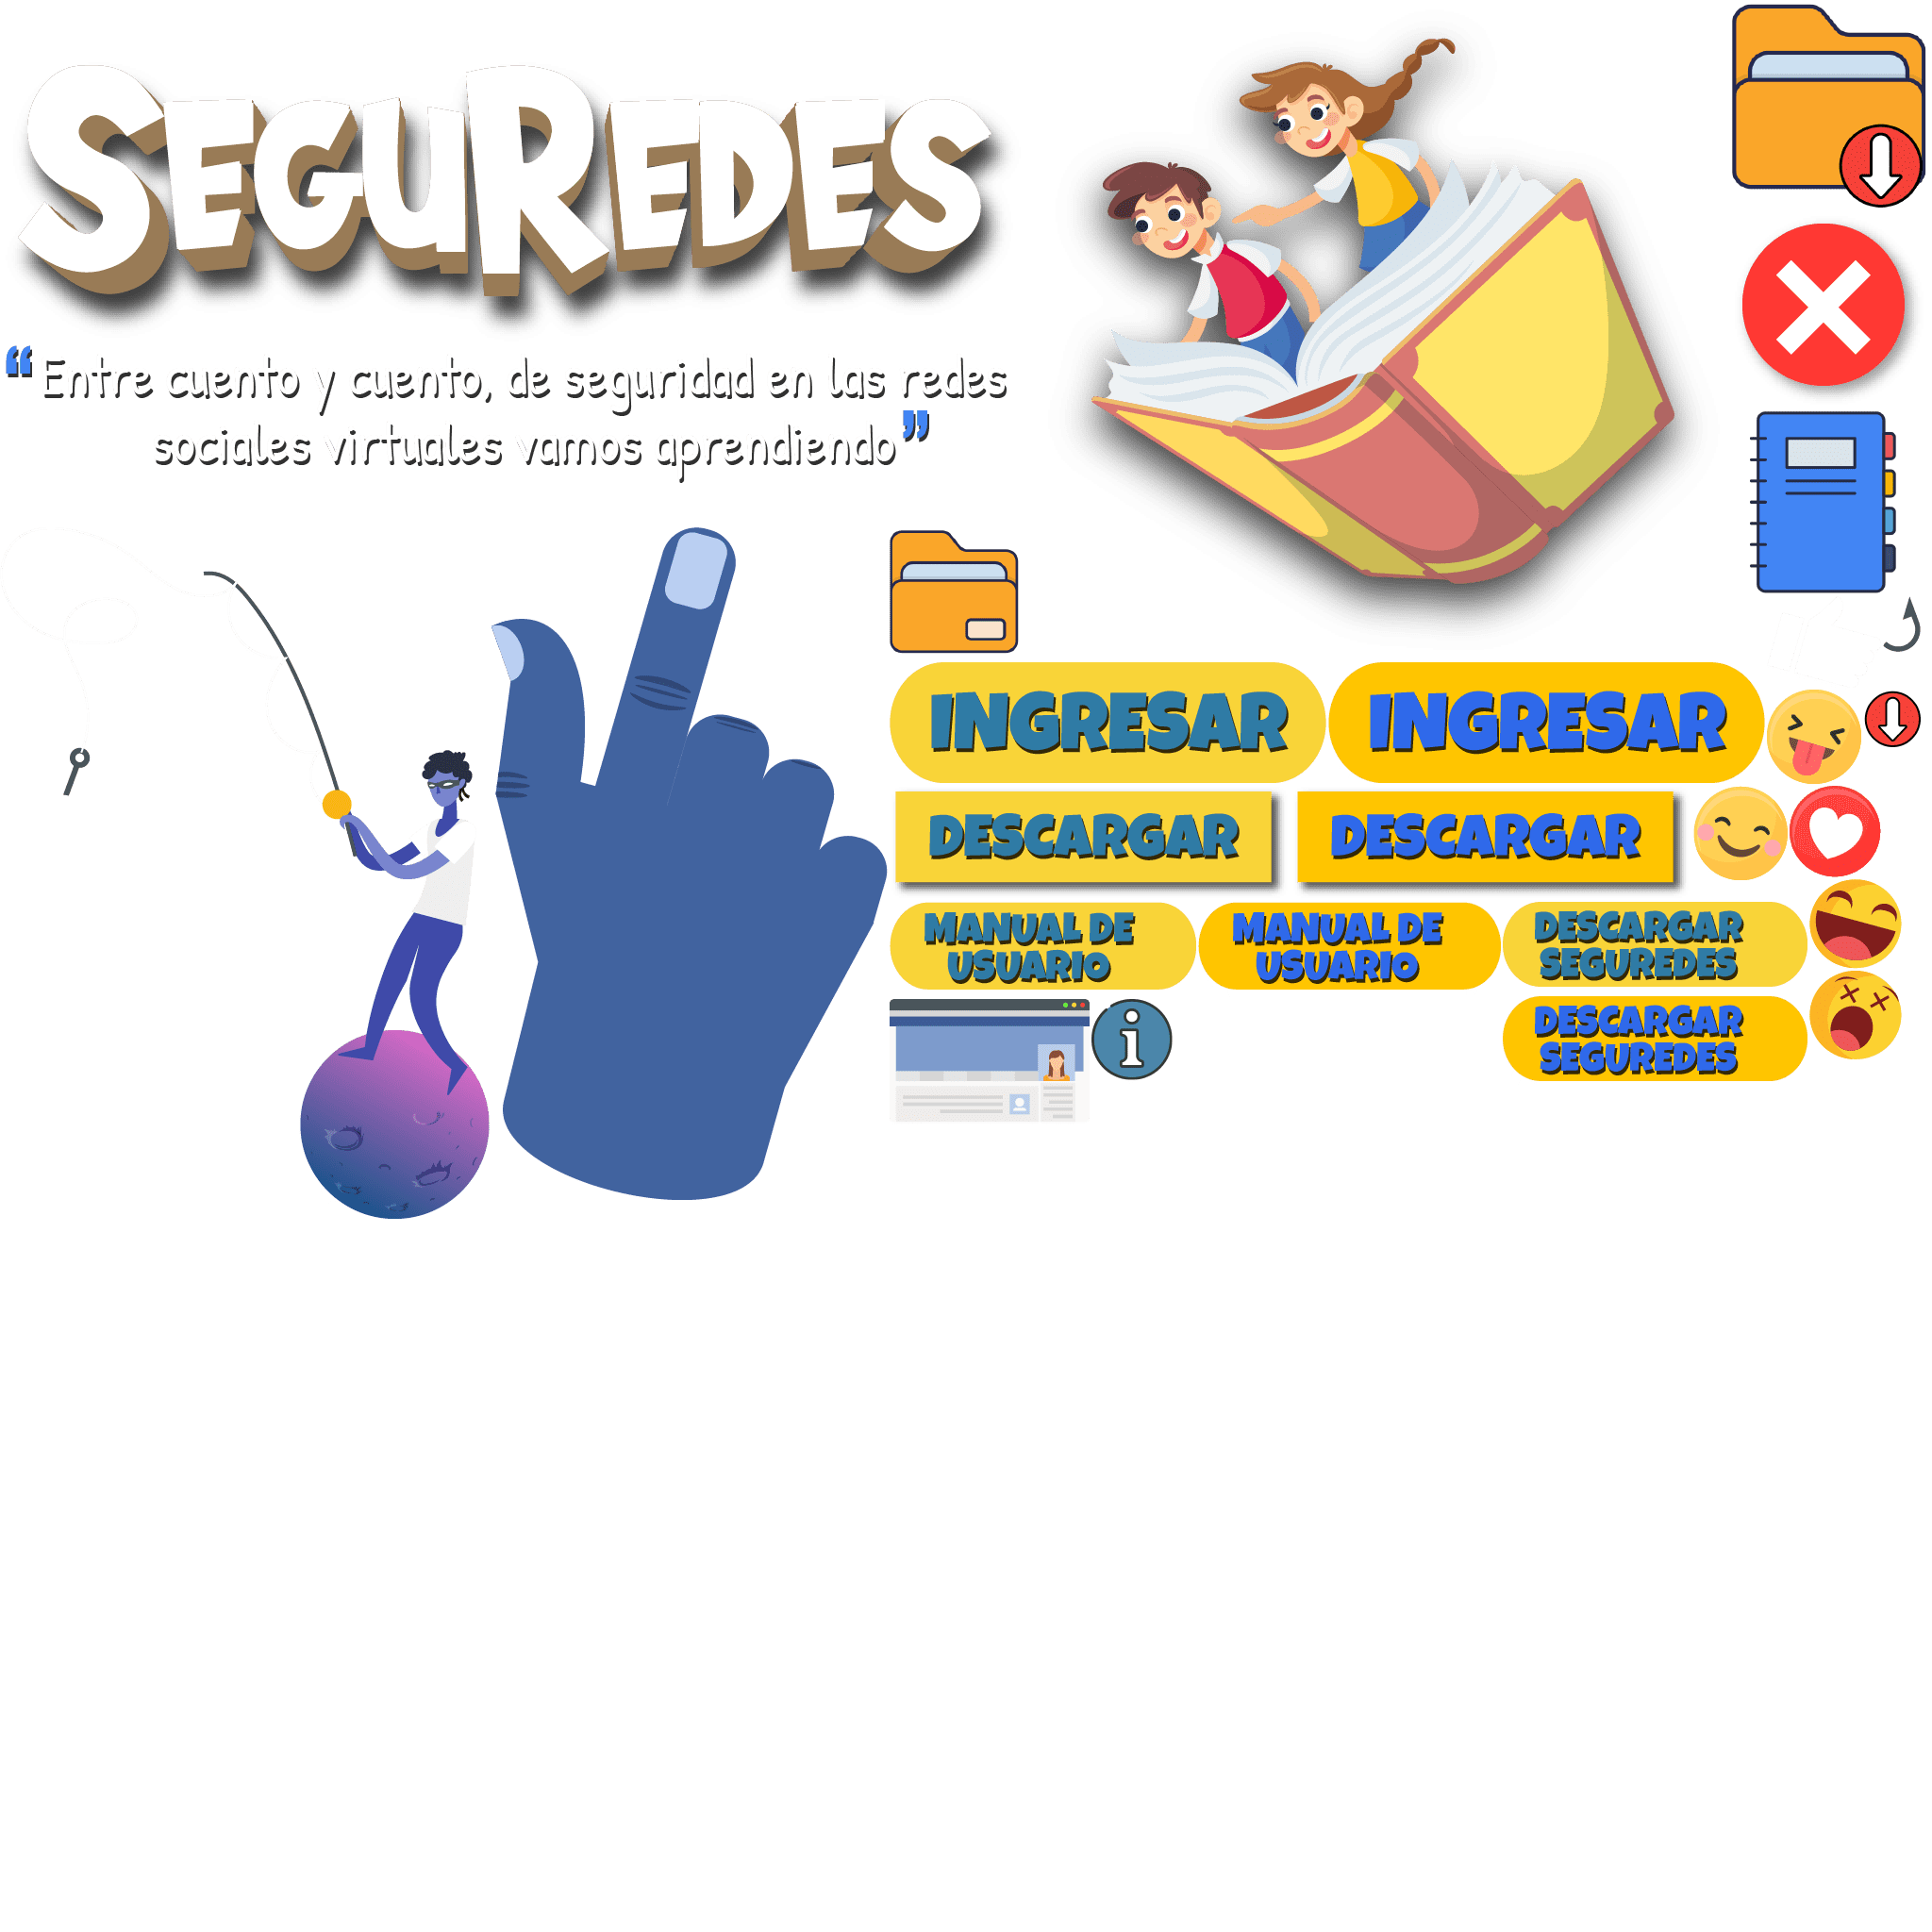 SEGUREDES
“Entre cuento y cuento, de seguridad en las redes
sociales virtuales vamos aprendiendo”
INGRESAR
INGRESAR
DESCARGAR
DESCARGAR
MANUAL DE
USUARIO
MANUAL DE
USUARIO
DESCARGAR
SEGUREDES
DESCARGAR
SEGUREDES
i